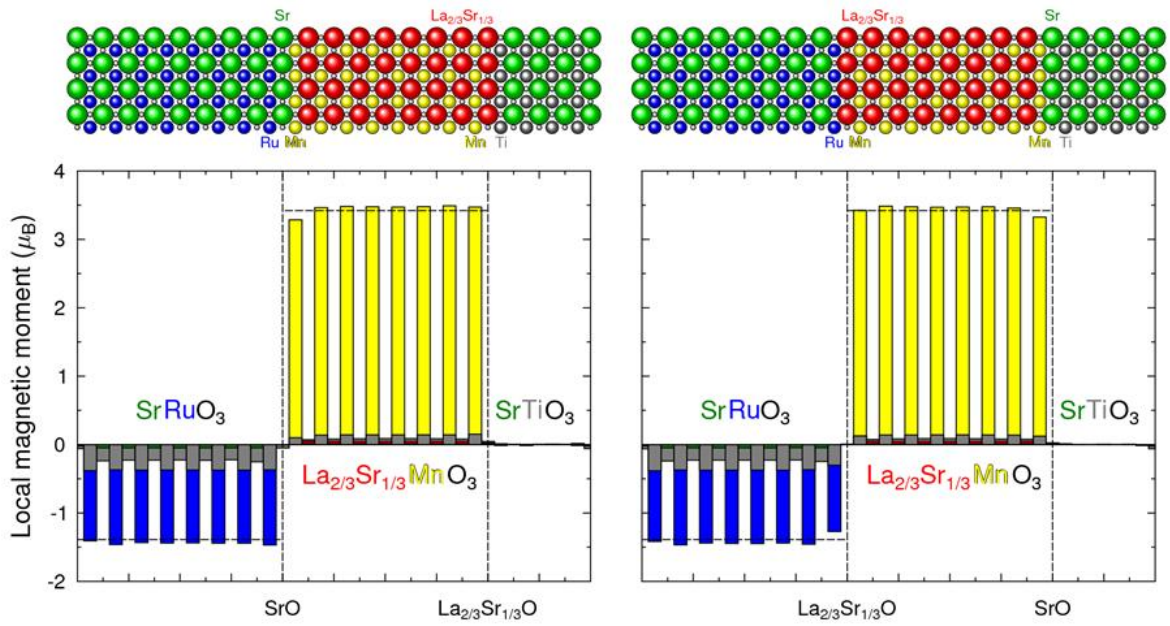 Sr La2/3Sr1/3
Ru Mn Mn Ti
La2/3Sr1/3 Sr
Ru Mn Mn Ti
Local magnetic moment (μB)
4
3
2
1
0
-1
-2
SrRuO3
SrTiO3
La2/3Sr1/3MnO3
SrO La2/3Sr1/3O
SrRuO3
SrTiO3
La2/3Sr1/3MnO3
La2/3Sr1/3O SrO